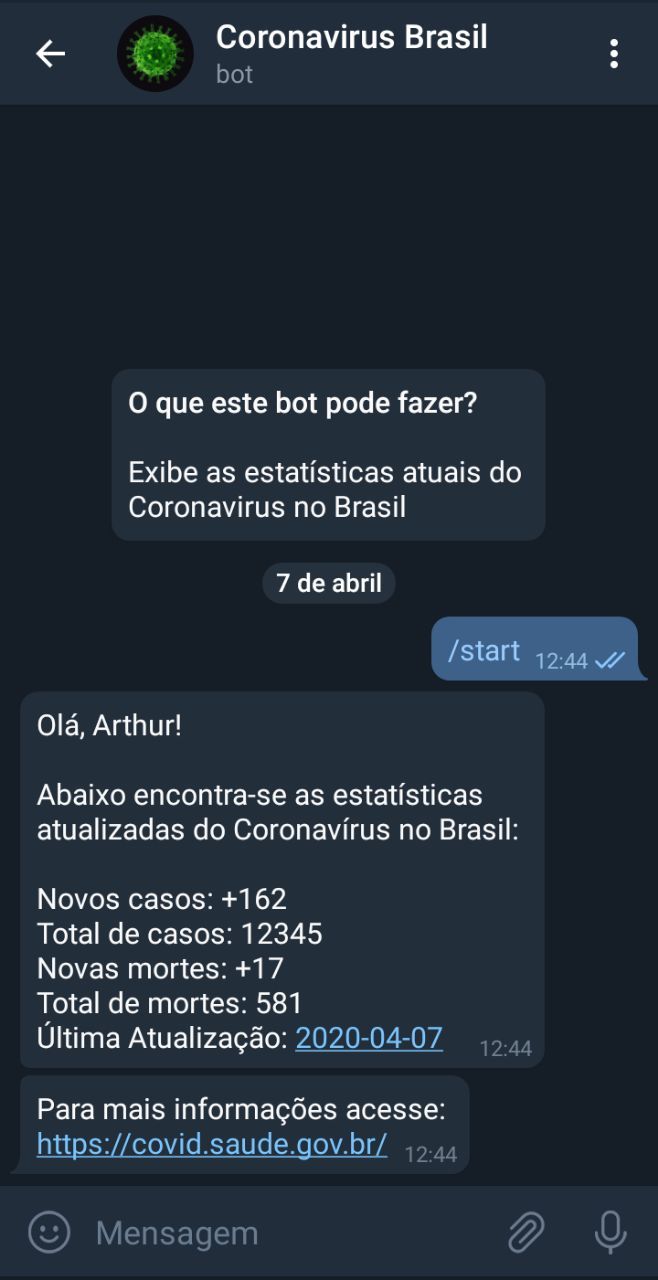 Coronavirus Brasil
bot
O que este bot pode fazer?
Exibe as estatísticas atuais do
Coronavirus no Brasil
7 de abril
/start 12:44
Olá, Arthur!
Abaixo encontra-se as estatísticas
atualizadas do Coronavírus no Brasil:
Novos casos: +162
Total de casos: 12345
Novas mortes: +17
Total de mortes: 581
Última Atualização: 2020-04-07 12:44
Para mais informações acesse:
https://covid.saude.gov.br/ 12:44
Mensagem